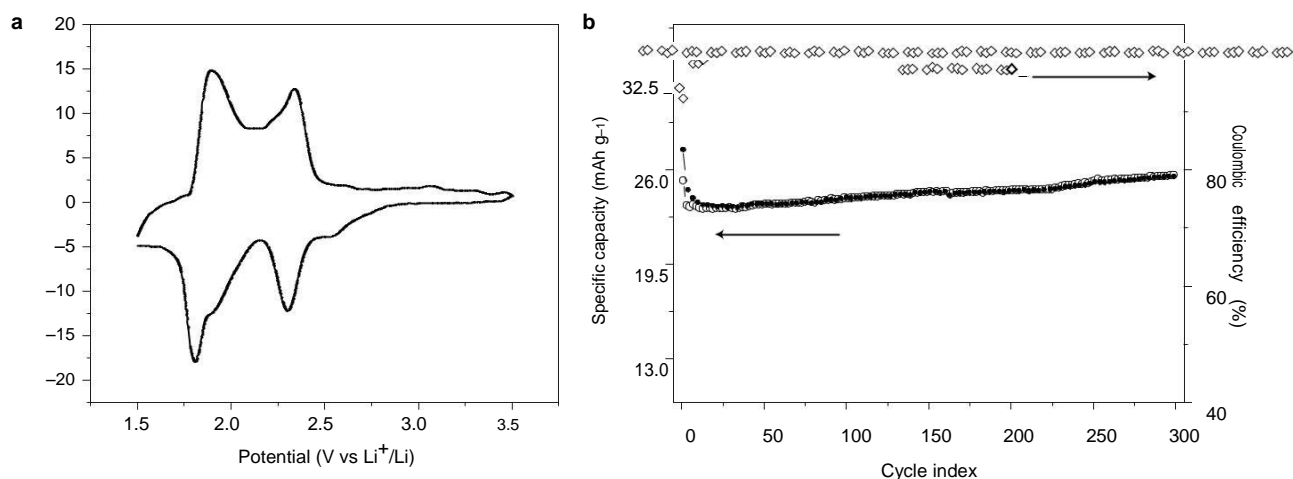 a
20
15
10
5
0
–5
–10
–15
–20
1.5 2.0 2.5 3.0 3.5
Potential (V vs Li+/Li)
b
Specific capacity (mAh g–1)
32.5
26.0
19.5
13.0
80
60
40
Coulombic efficiency (%)
0 50 100 150 200 250 300
Cycle index